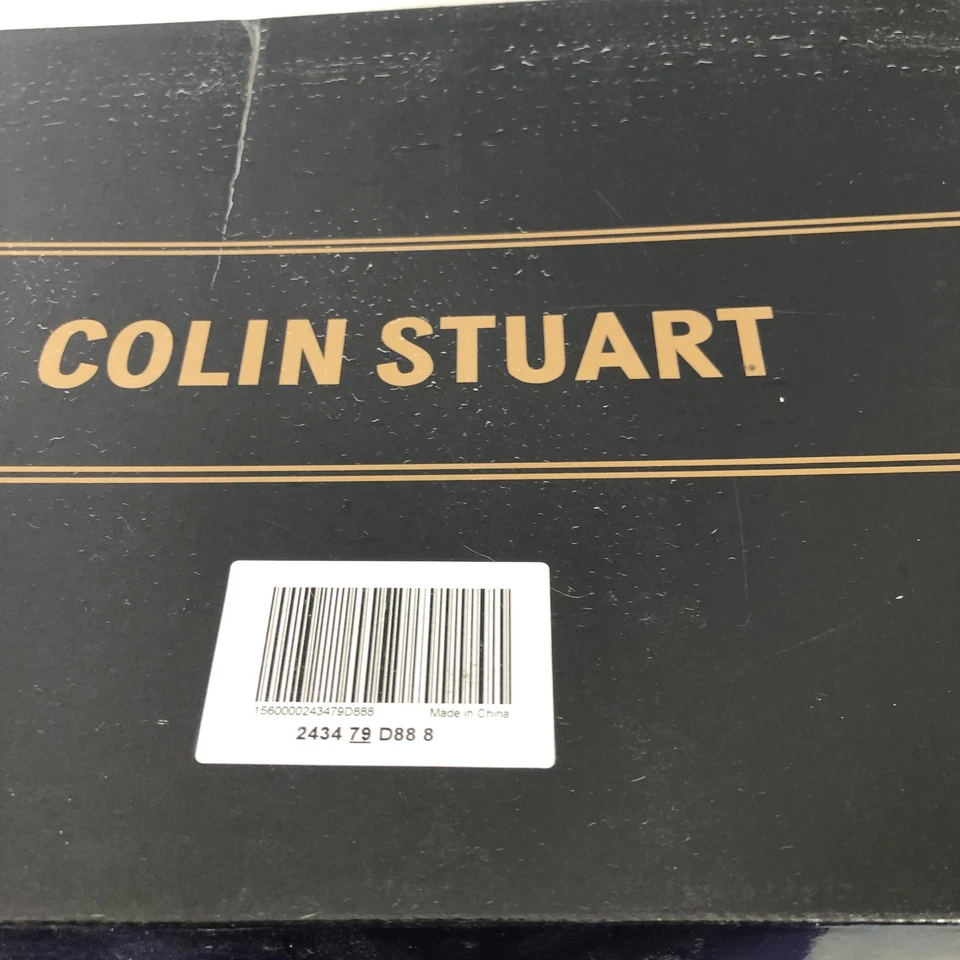 COLIN STUART
1560000243479D888 Made in China
2434 79 D88 8